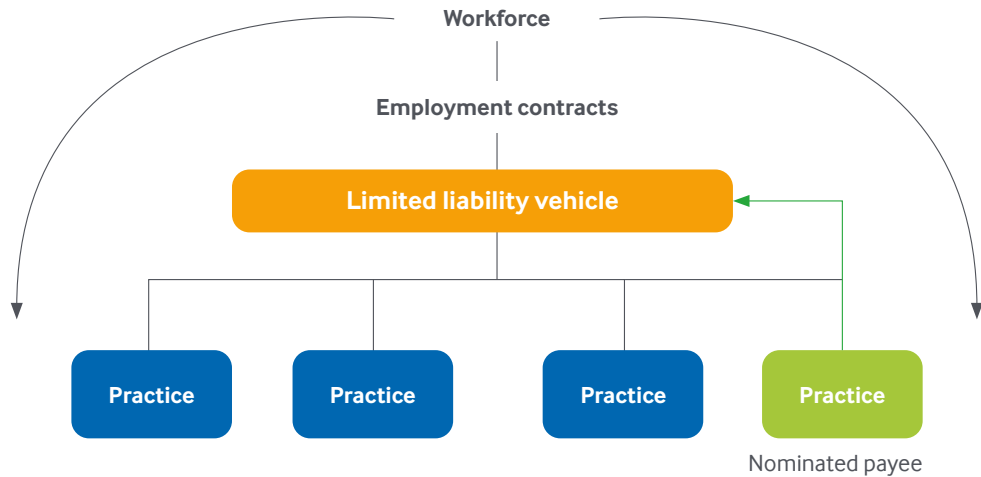 Workforce
Employment contracts
Limited liability vehicle
Practice
Practice
Practice
Practice
Nominated payee